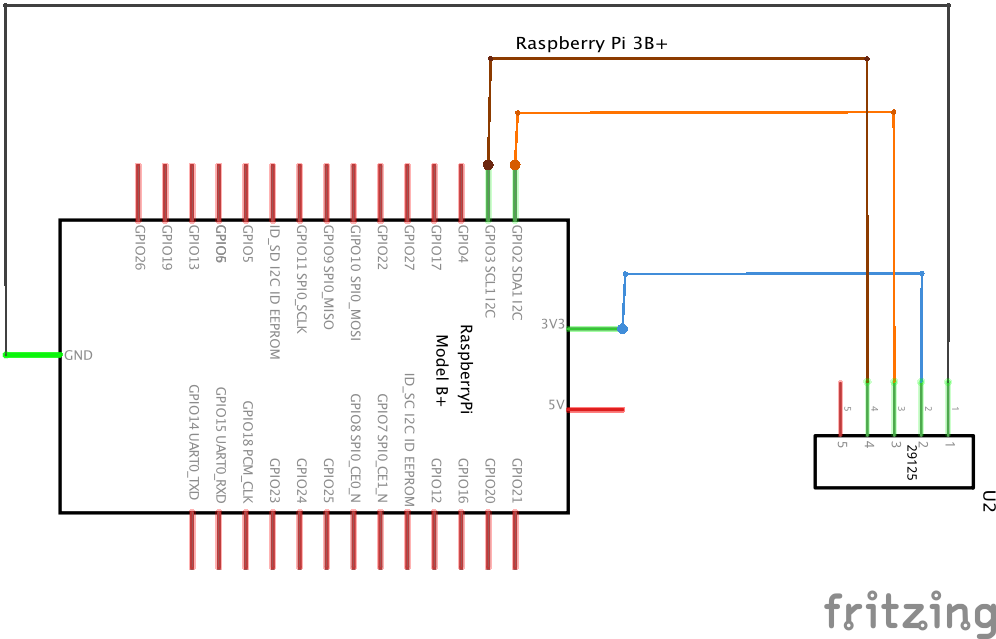 Raspberry Pi 3B+
GPIO26
GPIO19
GPIO13
GPIO6
GPIO5
ID_SD I2C ID EEPROM
GPIO11 SPI0_SCLK
GPIO9 SPI0_MISO
GIPO10 SPI0_MOSI
GPIO22
GPIO27
GPIO17
GPIO4
GPIO3 SCL1 I2C
GPIO2 SDA1 I2C
3V3
GND
RaspberryPi
Model B+
5V
GPIO14 UART0_TXD
GPIO15 UART0_RXD
GPIO18 PCM_CLK
GPIO23
GPIO24
GPIO25
GPIO8 SPI0_CE0_N
GPIO7 SPI0_CE1_N
ID_SC I2C ID EEPROM
GPIO12
GPIO16
GPIO20
GPIO21
5
4
3
2
1
5
4
3
2
1
29125
U2
fritzing